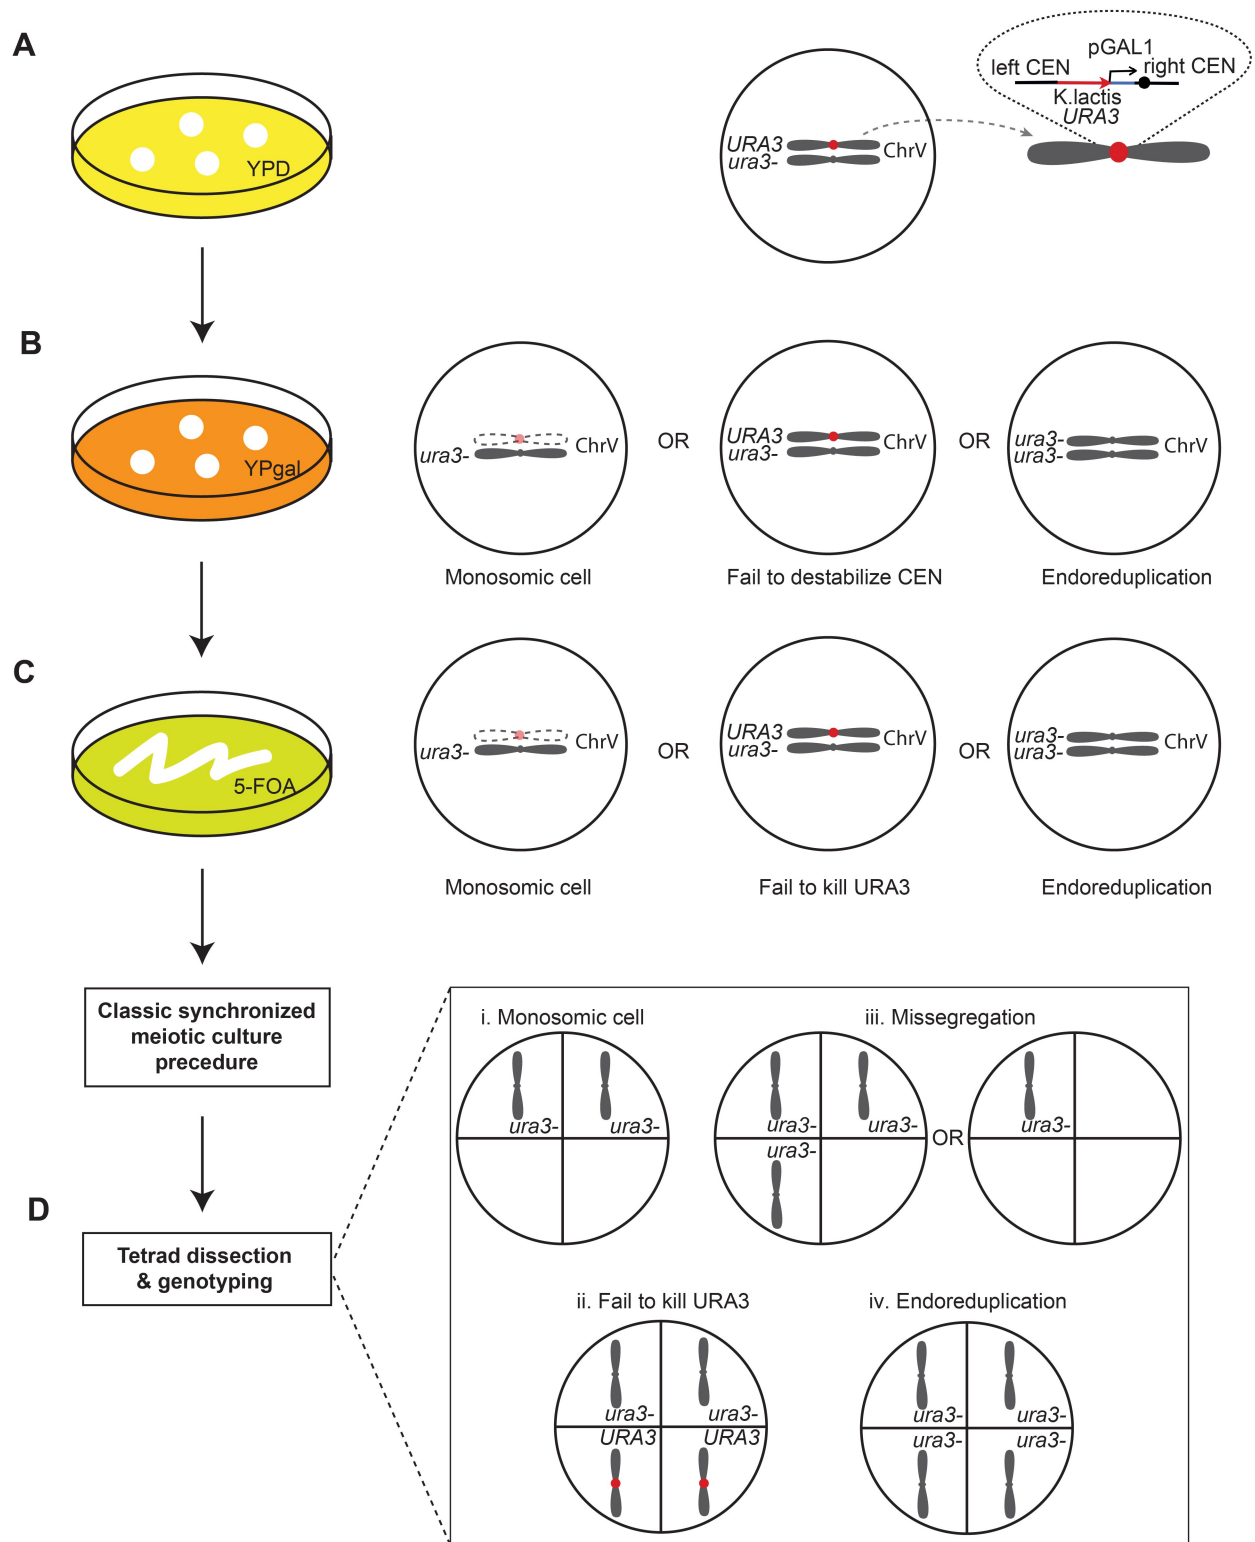 A
YPD
URA3
ura3-
ChrV
pGAL1
left CEN
right CEN
K.lactis
URA3
B
YPgal
ura3-
ChrV
OR
URA3
ura3-
ChrV
OR
ura3-
ura3-
ChrV
Monosomic cell
Fail to destabilize CEN
Endoreduplication
C
5-FOA
ura3-
ChrV
OR
URA3
ura3-
ChrV
OR
ura3-
ura3-
ChrV
Monosomic cell
Fail to kill URA3
Endoreduplication
Classic synchronized
meiotic culture
precedure
D
Tetrad dissection
& genotyping
i. Monosomic cell
ura3-
ura3-
iii. Missegregation
ura3-
ura3-
ura3-
OR
ura3-
ii. Fail to kill URA3
ura3-
ura3-
URA3
URA3
iv. Endoreduplication
ura3-
ura3-
ura3-
ura3-